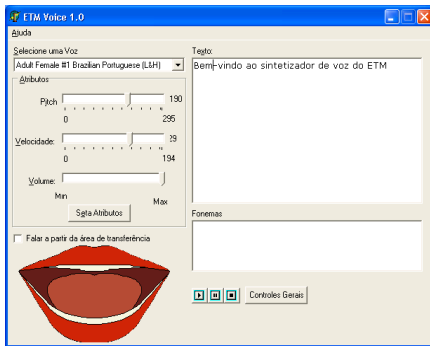 ETM Voice 1.0
Ajuda
Selecione uma Voz
Adult Female #1 Brazilian Portuguese (L&H)
Atributos
Pitch 190
0 295
Velocidade: 29
0 194
Volume:
Min Max
Seta Atributos
Falar a partir da área de transferência
Texto:
Bem-vindo ao sintetizador de voz do ETM
Fonemas
Controles Gerais